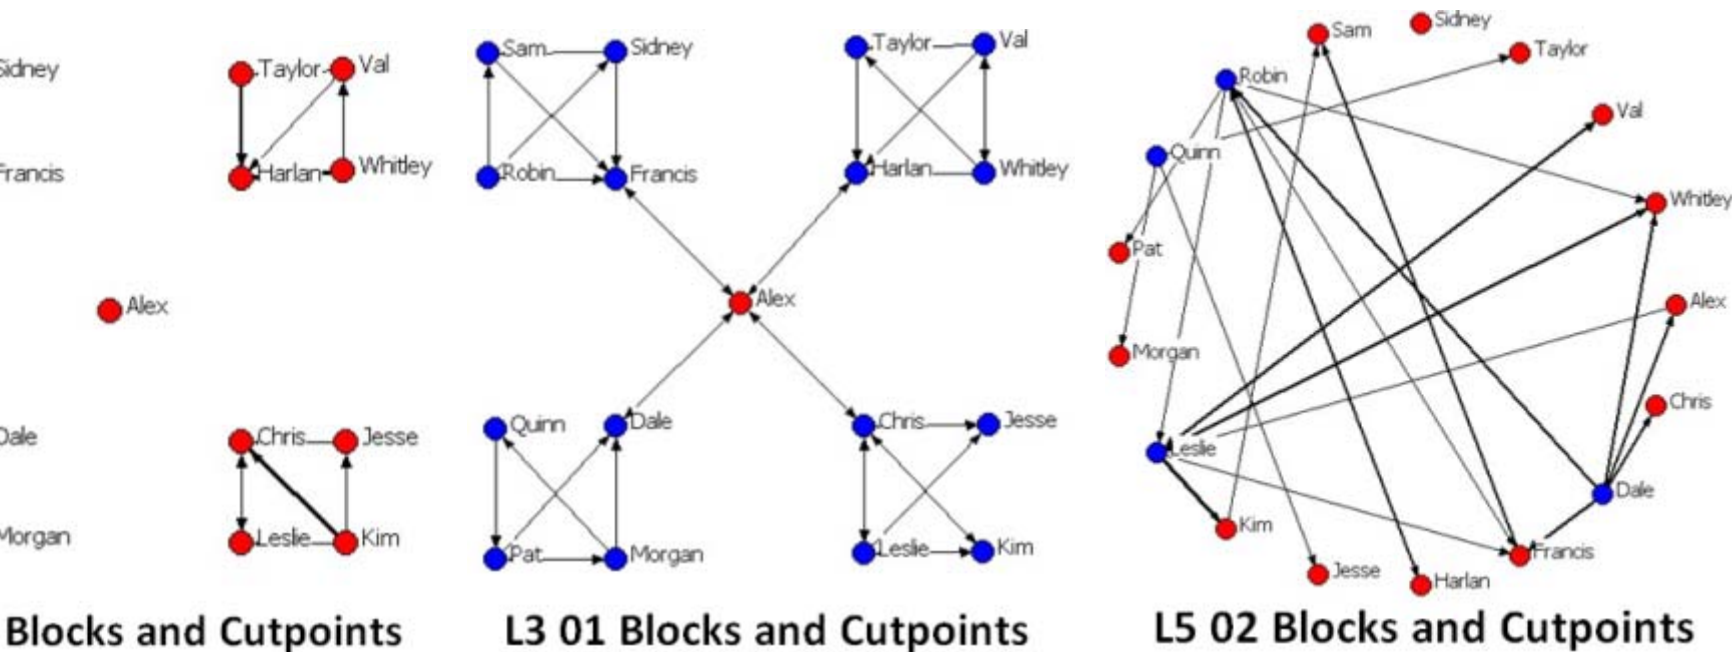 Sidney
Taylor
Val
Francis
Harlan
Whitley
Alex
Dale
Chris
Jesse
Morgan
Leslie
Kim
Blocks and Cutpoints
Sam
Sidney
Taylor
Val
Robin
Francis
Harlan
Whitley
Alex
Quinn
Dale
Chris
Jesse
Pat
Morgan
Leslie
Kim
L3 01 Blocks and Cutpoints
Sam
Sidney
Taylor
Robin
Val
Quinn
Whitley
Pat
Alex
Morgan
Chris
Leslie
Dale
Kim
Francis
Jesse
Harlan
L5 02 Blocks and Cutpoints